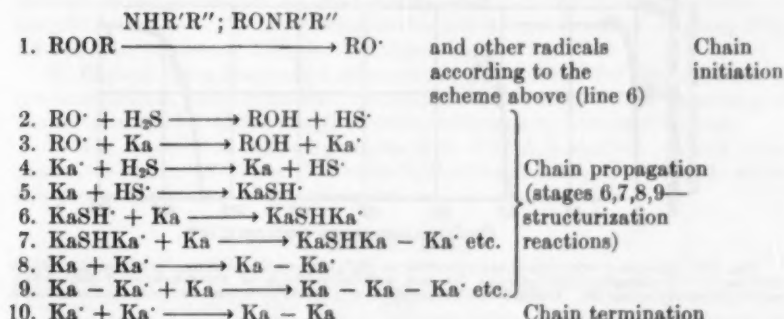 NHR′R″; RONR′R″
1. ROOR ⟶ RO· and other radicals Chain
according to the initiation
scheme above (line 6)
2. RO· + H₂S ⟶ ROH + HS·
3. RO· + Ka ⟶ ROH + Ka·
4. Ka· + H₂S ⟶ Ka + HS· Chain propagation
5. Ka + HS· ⟶ KaSH· (stages 6,7,8,9—
6. KaSH· + Ka ⟶ KaSHKa· structurization
7. KaSHKa· + Ka ⟶ KaSHKa − Ka· etc. reactions)
8. Ka + Ka· ⟶ Ka − Ka·
9. Ka − Ka· + Ka ⟶ Ka − Ka − Ka· etc.
10. Ka· + Ka· ⟶ Ka − Ka Chain termination